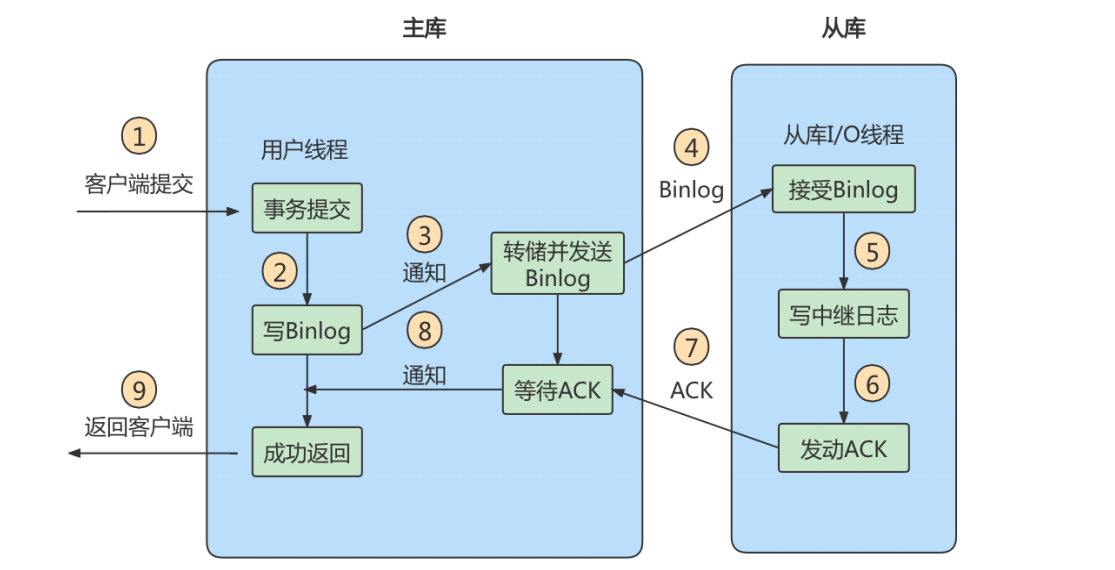 主库
从库
1
客户端提交
用户线程
事务提交
2
写Binlog
3
通知
转储并发送
Binlog
4
Binlog
从库I/O线程
接受Binlog
5
写中继日志
6
发动ACK
7
ACK
等待ACK
8
通知
成功返回
9
返回客户端